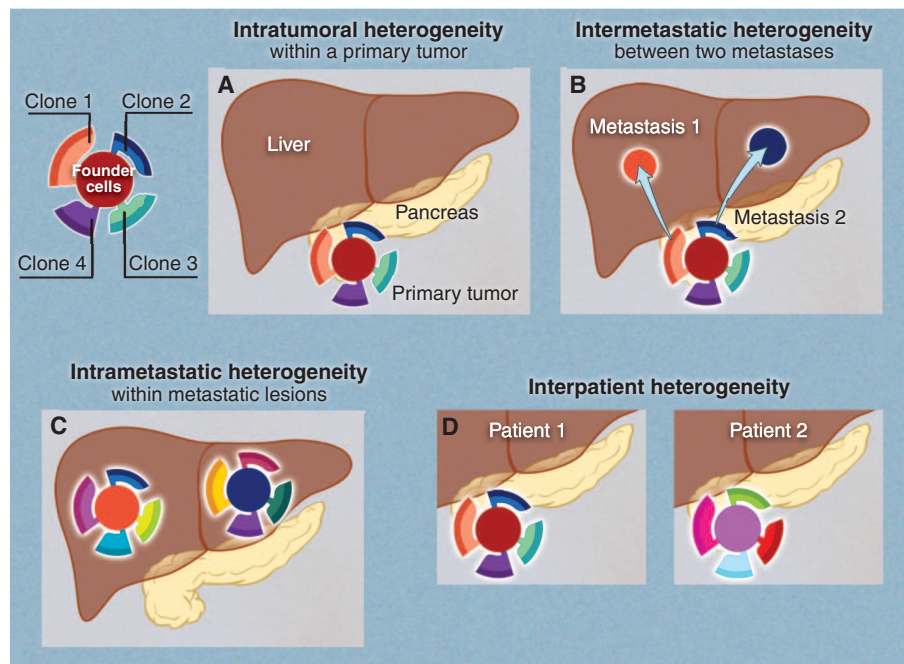 Intratumoral heterogeneity
within a primary tumor
Intermetastatic heterogeneity
between two metastases
Clone 1
Clone 2
Founder
cells
Clone 4
Clone 3
A
Liver
Pancreas
Primary tumor
B
Metastasis 1
Metastasis 2
Intrametastatic heterogeneity
within metastatic lesions
Interpatient heterogeneity
C
D
Patient 1
Patient 2